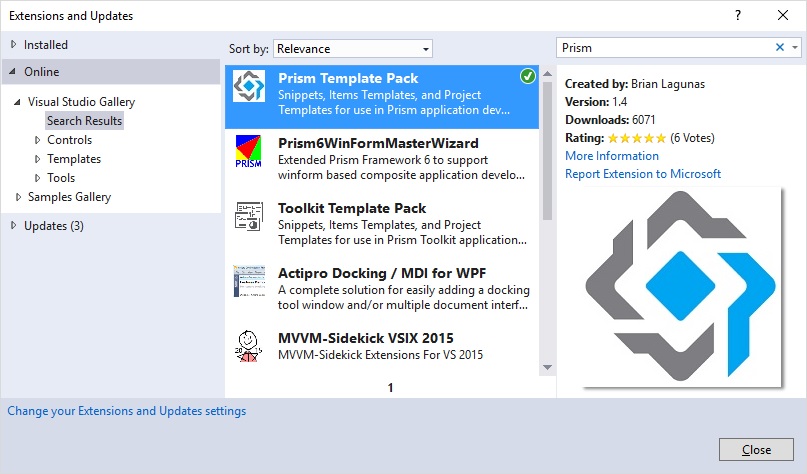 Extensions and Updates
?
Installed
Online
Visual Studio Gallery
Search Results
Controls
Templates
Tools
Samples Gallery
Updates (3)
Sort by: Relevance
Prism Template Pack
Snippets, Items Templates, and Project
Templates for use in Prism application dev...
Prism6WinFormMasterWizard
Extended Prism Framework 6 to support
winform based composite application develo...
PRISM
Toolkit Template Pack
Snippets, Items Templates, and Project
Templates for use in Prism Toolkit application...
Actipro Docking / MDI for WPF
A complete solution for easily adding a docking
tool window and/or multiple document interf...
MVVM-Sidekick VSIX 2015
MVVM-Sidekick Extensions For VS 2015
2015
1
Prism
Created by: Brian Lagunas
Version: 1.4
Downloads: 6071
Rating: (6 Votes)
More Information
Report Extension to Microsoft
Change your Extensions and Updates settings
Close